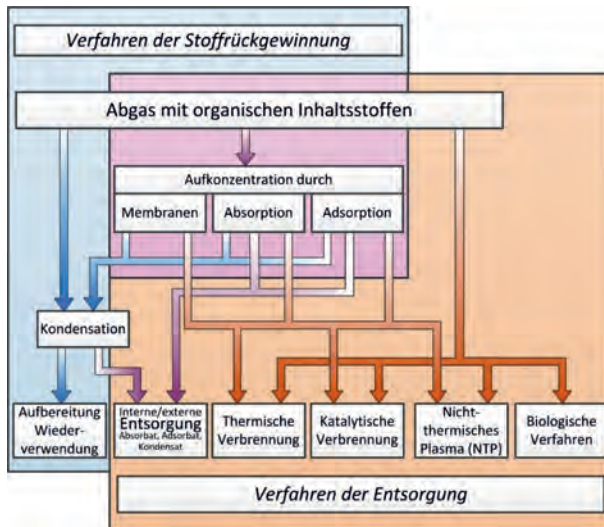 Verfahren der Stoffrückgewinnung
Abgas mit organischen Inhaltsstoffen
Aufkonzentration durch
Membranen
Absorption
Adsorption
Kondensation
Aufbereitung
Wieder-
verwendung
Interne/externe
Entsorgung
Absorbat, Adsorbat,
Kondensat
Thermische
Verbrennung
Katalytische
Verbrennung
Nicht-
thermisches
Plasma (NTP)
Biologische
Verfahren
Verfahren der Entsorgung